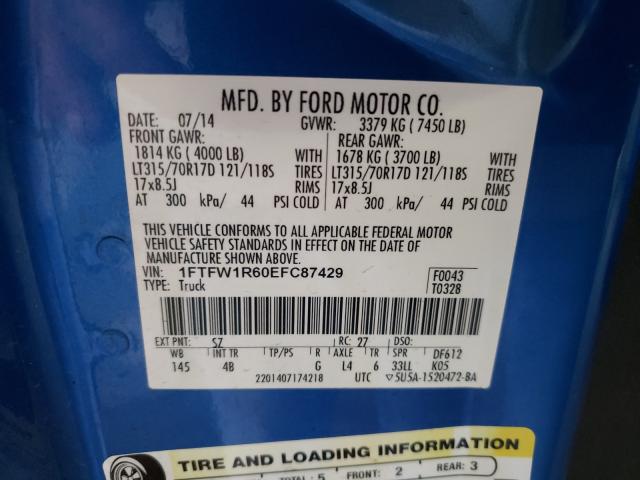 MFD. BY FORD MOTOR CO.
DATE: 07/14 GVWR: 3379 KG ( 7450 LB)
FRONT GAWR: REAR GAWR:
1814 KG ( 4000 LB) WITH 1678 KG ( 3700 LB) WITH
LT315/70R17D 121/118S TIRES LT315/70R17D 121/118S TIRES
17x8.5J RIMS 17x8.5J RIMS
AT 300 kPa/ 44 PSI COLD AT 300 kPa/ 44 PSI COLD
THIS VEHICLE CONFORMS TO ALL APPLICABLE FEDERAL MOTOR
VEHICLE SAFETY STANDARDS IN EFFECT ON THE DATE OF
MANUFACTURE SHOWN ABOVE.
VIN: 1FTFW1R60EFC87429 F0043
TYPE: Truck T0328
EXT PNT: SZ RC: 27 DSO:
WB INT TR TP/PS R AXLE TR SPR DF612
145 4B G L4 6 33LL K05
2201407174218 UTC ▽5U5A-1520472-BA
TIRE AND LOADING INFORMATION
TOTAL: 5 FRONT: 2 REAR: 3